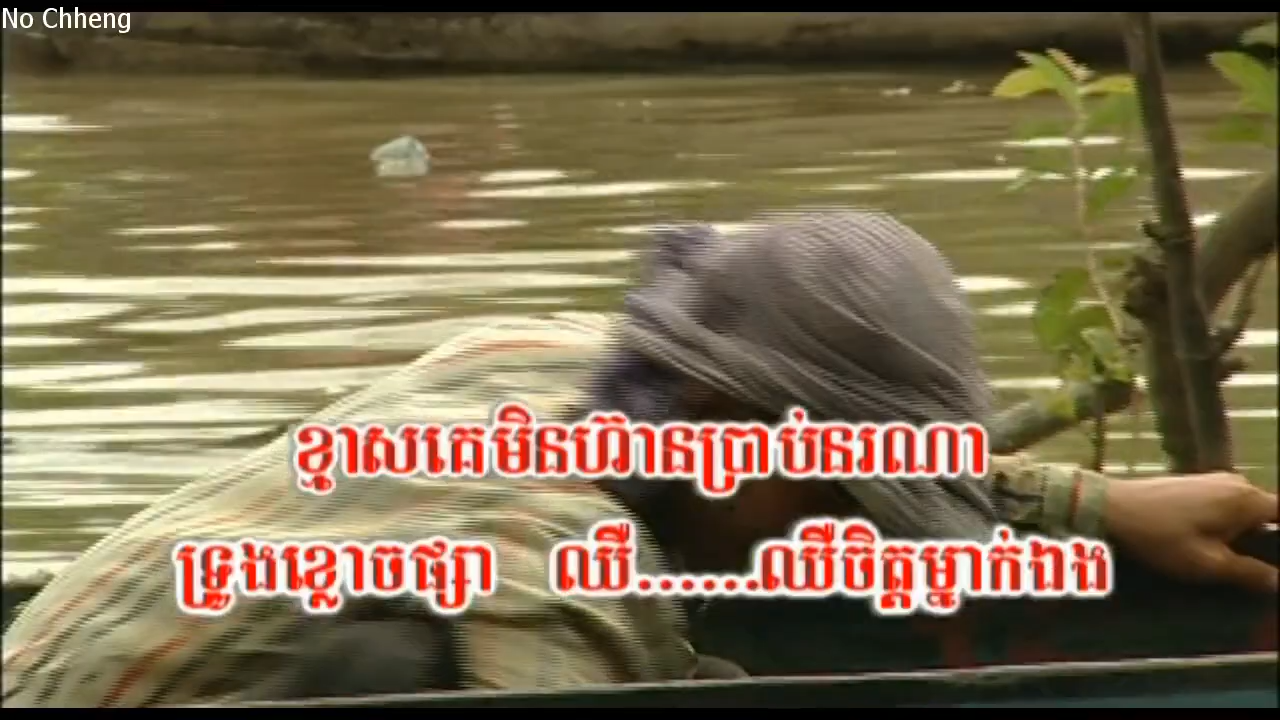 No Chheng
ខ្មាសគេមិនហ៊ានប្រាប់នរណា
ទ្រូងខ្លោចផ្សា ឈឺ......ឈឺចិត្តម្នាក់ឯង